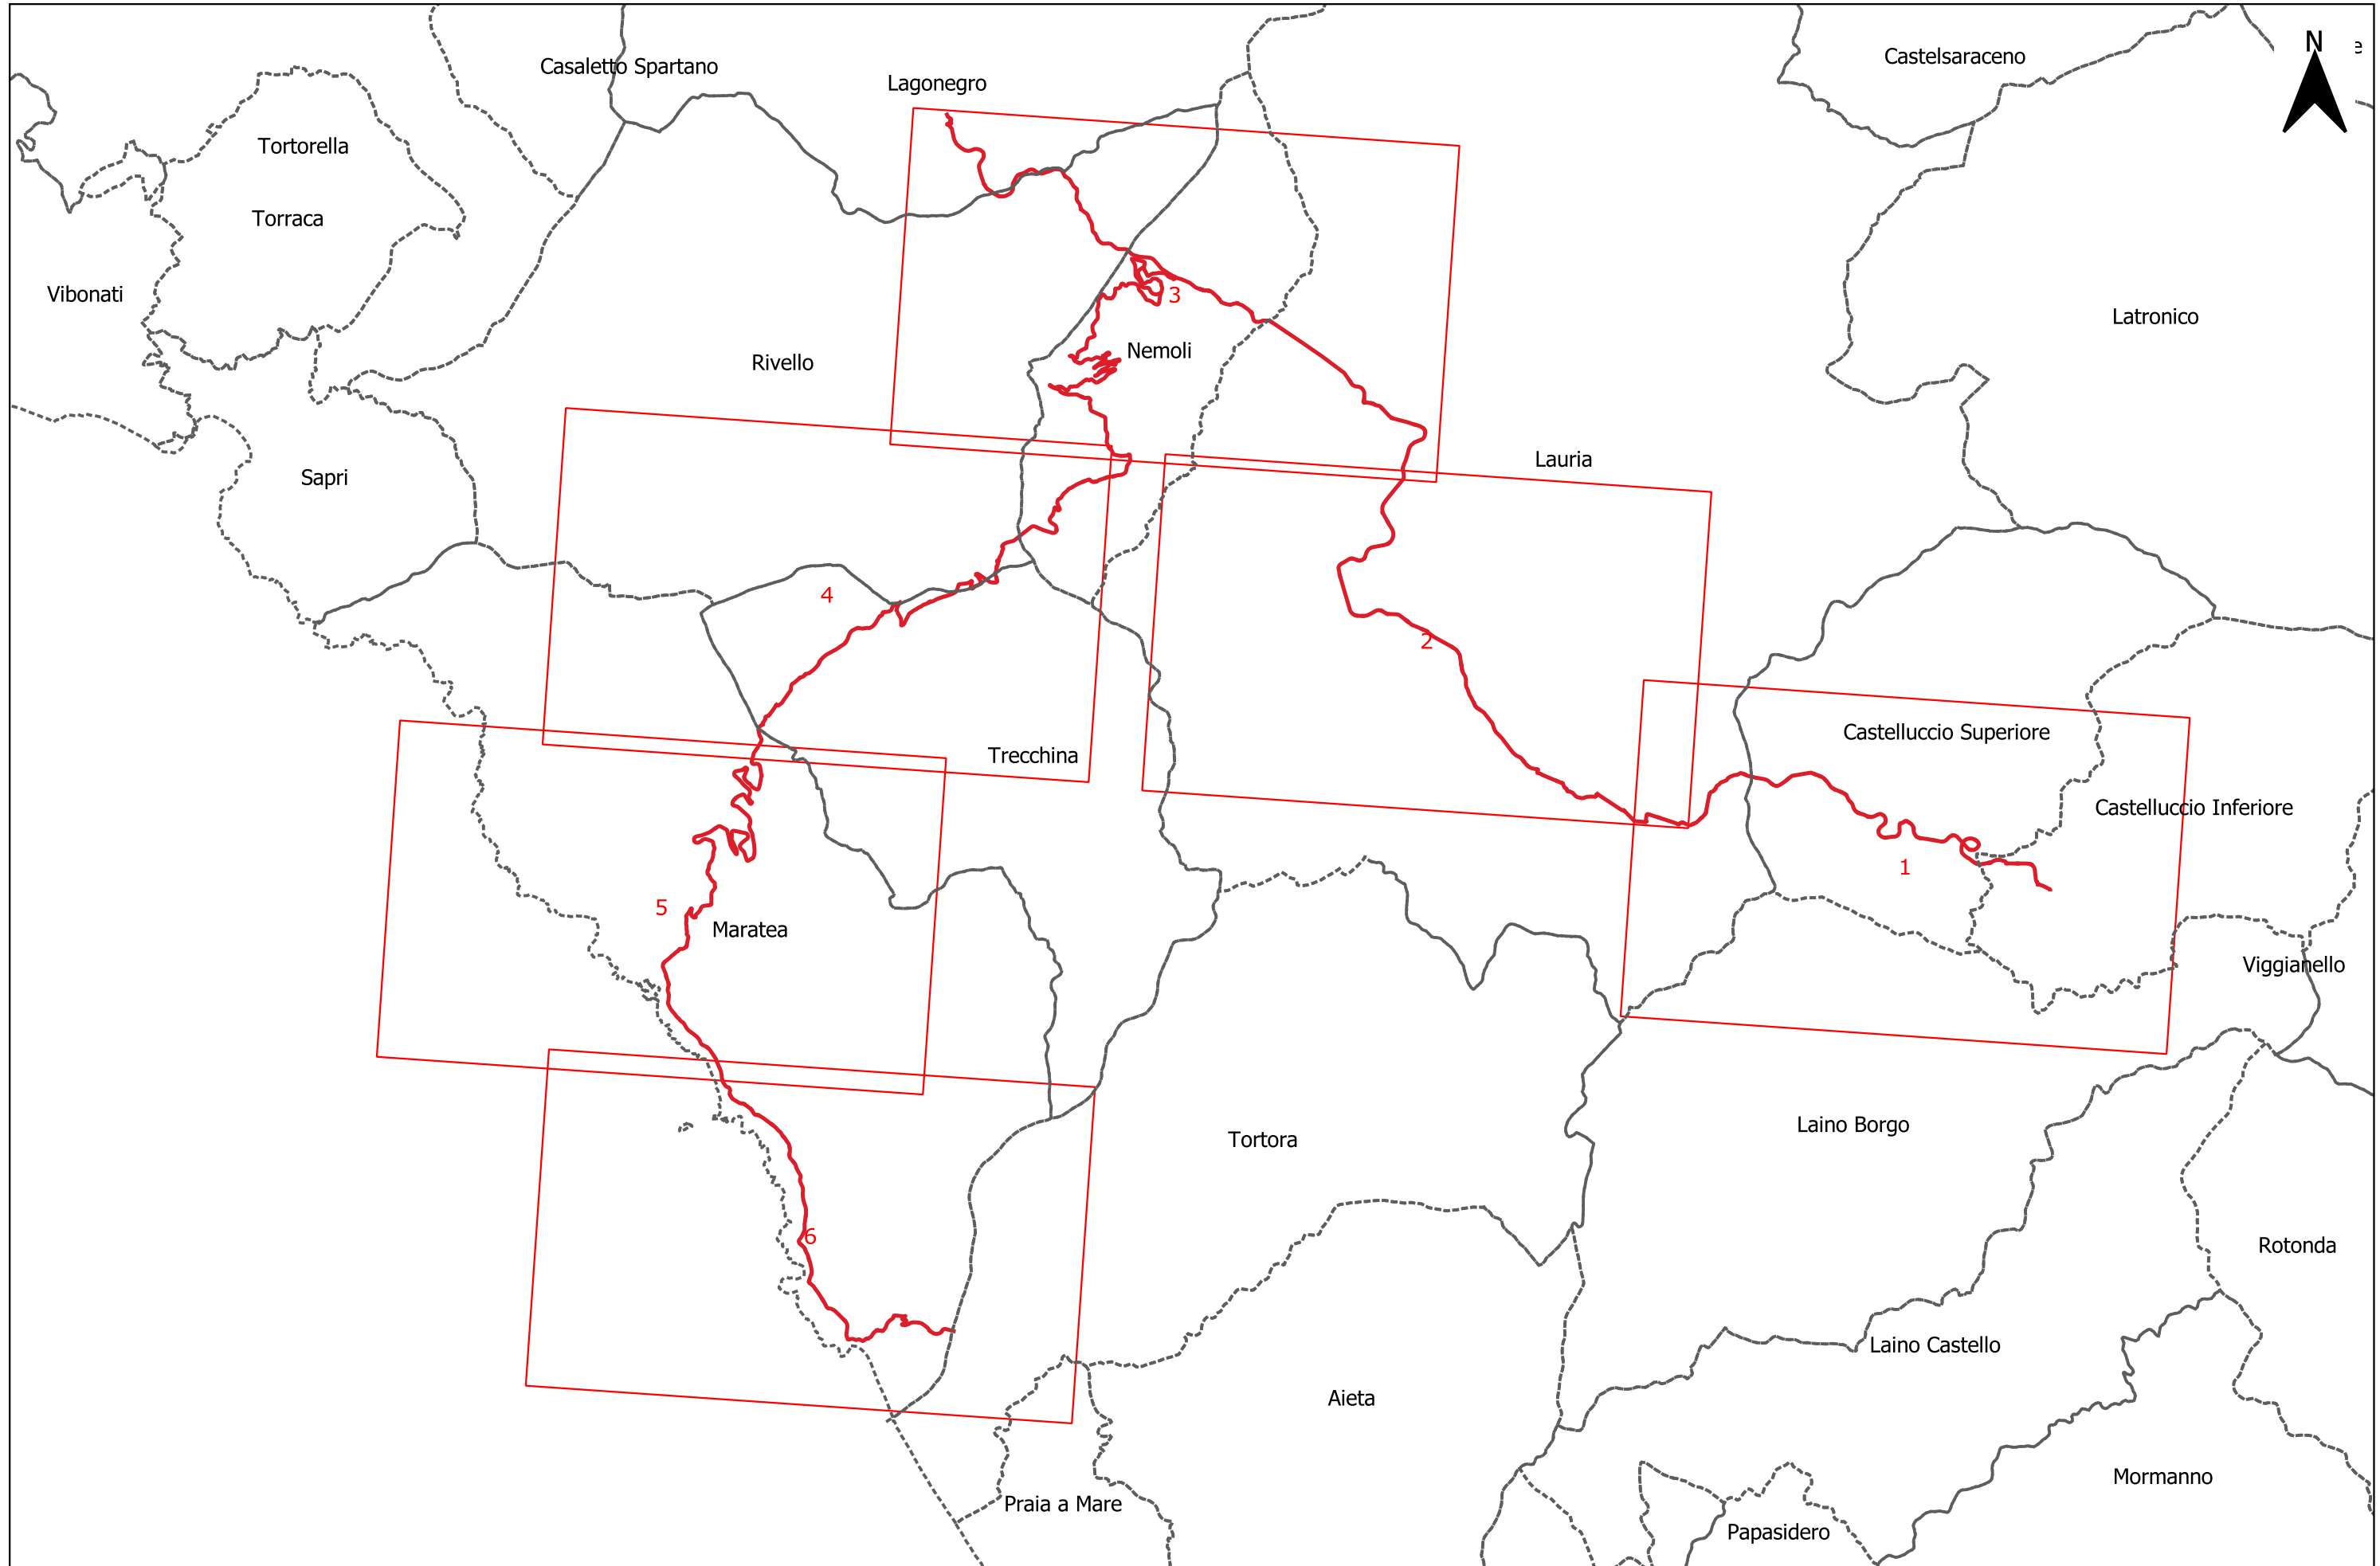 N
e
Castelsaraceno
Casaletto Spartano
Lagonegro
Tortorella
Torraca
Vibonati
3
Latronico
Nemoli
Rivello
Lauria
Sapri
4
2
Castelluccio Superiore
Trecchina
Castelluccio Inferiore
1
5
Maratea
Viggianello
Laino Borgo
Tortora
6
Rotonda
Laino Castello
Aieta
Mormanno
Praia a Mare
Papasidero